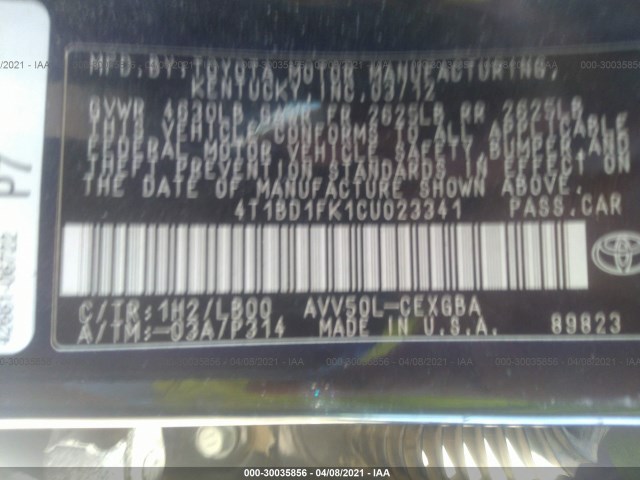 MFD.BY:TOYOTA MOTOR MANUFACTURING,
KENTUCKY,INC.03/12
GVWR 4620LB GAWR FR 2625LB RR 2625LB
THIS VEHICLE CONFORMS TO ALL APPLICABLE
FEDERAL MOTOR VEHICLE SAFETY, BUMPER,AND
THEFT PREVENTION STANDARDS IN EFFECT ON
THE DATE OF MANUFACTURE SHOWN ABOVE.
4T1BD1FK1CU023341 PASS.CAR
C/TR:1H2/LB00 AVV50L-CEXGBA
A/TM:-03A/P314 MADE IN U.S.A. 89823
TOYOTA
P7
000-30035856 - 04/08/2021 - IAA